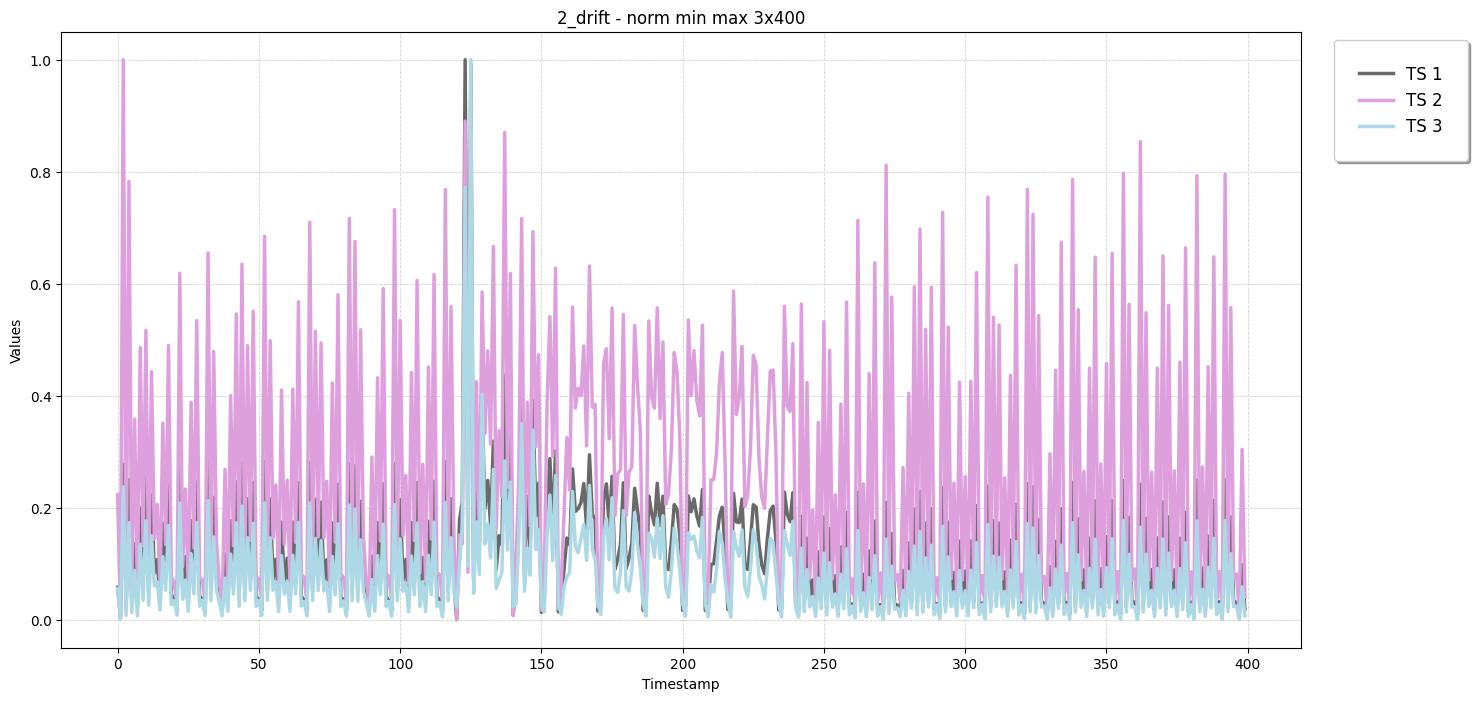 2_drift - norm min max 3x400
TS 1
TS 2
TS 3
Values
1.0
0.8
0.6
0.4
0.2
0.0
0 50 100 150 200 250 300 350 400
Timestamp